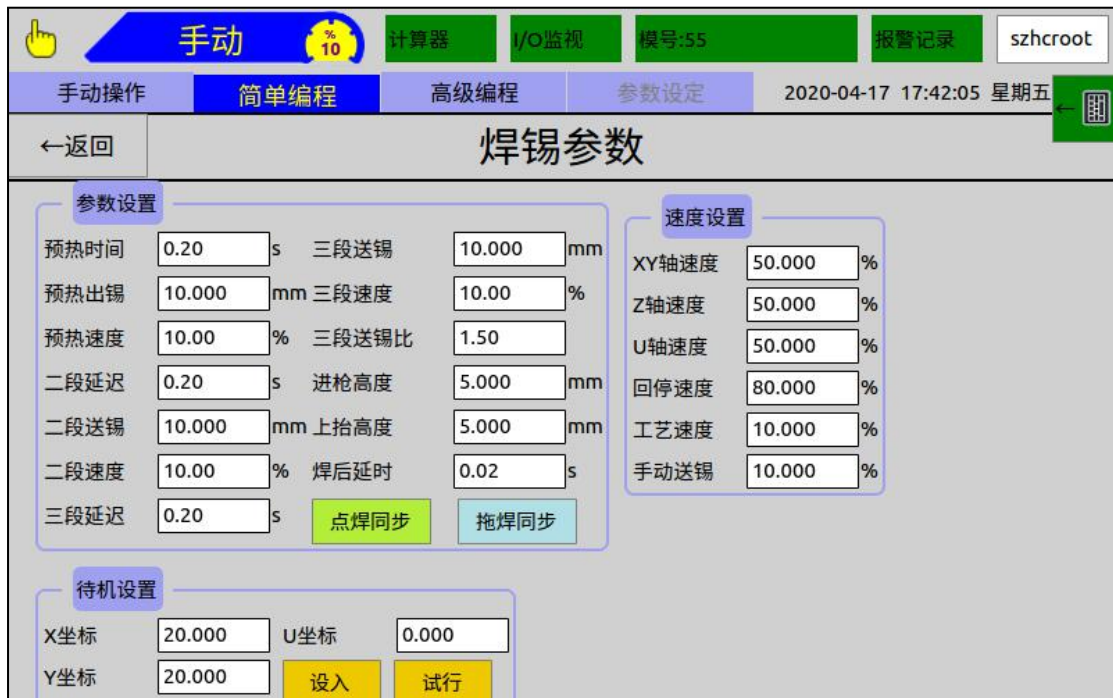 手动 % 10 计算器 I/O监视 模号:55 报警记录 szhcroot
手动操作 简单编程 高级编程 参数设定 2020-04-17 17:42:05 星期五 ←
←返回 焊锡参数
参数设置
预热时间 0.20 s 三段送锡 10.000 mm
预热出锡 10.000 mm 三段速度 10.00 %
预热速度 10.00 % 三段送锡比 1.50
二段延迟 0.20 s 进枪高度 5.000 mm
二段送锡 10.000 mm 上抬高度 5.000 mm
二段速度 10.00 % 焊后延时 0.02 s
三段延迟 0.20 s 点焊同步 拖焊同步
速度设置
XY轴速度 50.000 %
Z轴速度 50.000 %
U轴速度 50.000 %
回停速度 80.000 %
工艺速度 10.000 %
手动送锡 10.000 %
待机设置
X坐标 20.000 U坐标 0.000
Y坐标 20.000 设入 试行